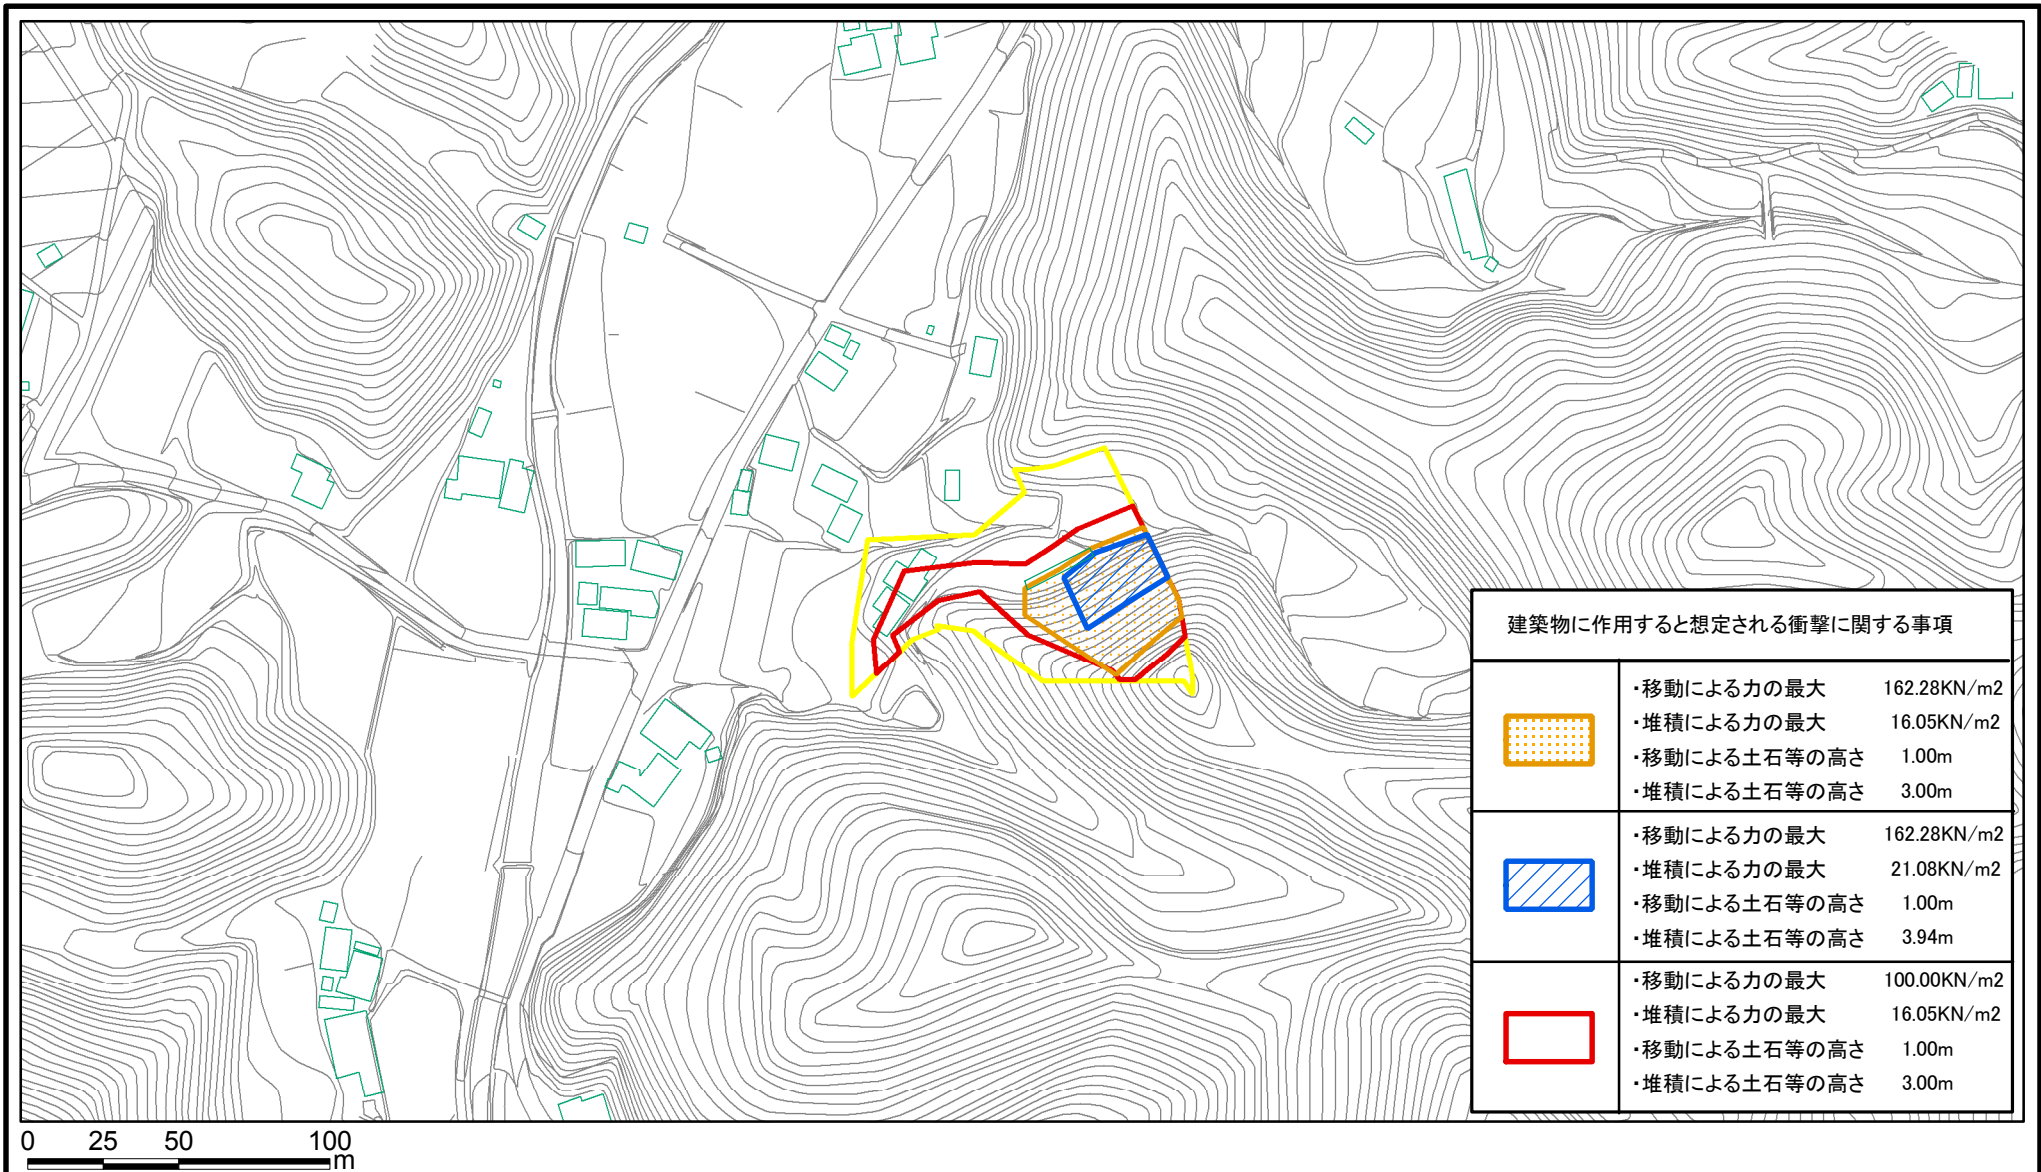 建築物に作用すると想定される衝撃に関する事項
・移動による力の最大 162.28KN/m2
・堆積による力の最大 16.05KN/m2
・移動による土石等の高さ 1.00m
・堆積による土石等の高さ 3.00m
・移動による力の最大 162.28KN/m2
・堆積による力の最大 21.08KN/m2
・移動による土石等の高さ 1.00m
・堆積による土石等の高さ 3.94m
・移動による力の最大 100.00KN/m2
・堆積による力の最大 16.05KN/m2
・移動による土石等の高さ 1.00m
・堆積による土石等の高さ 3.00m
0 25 50 100
m